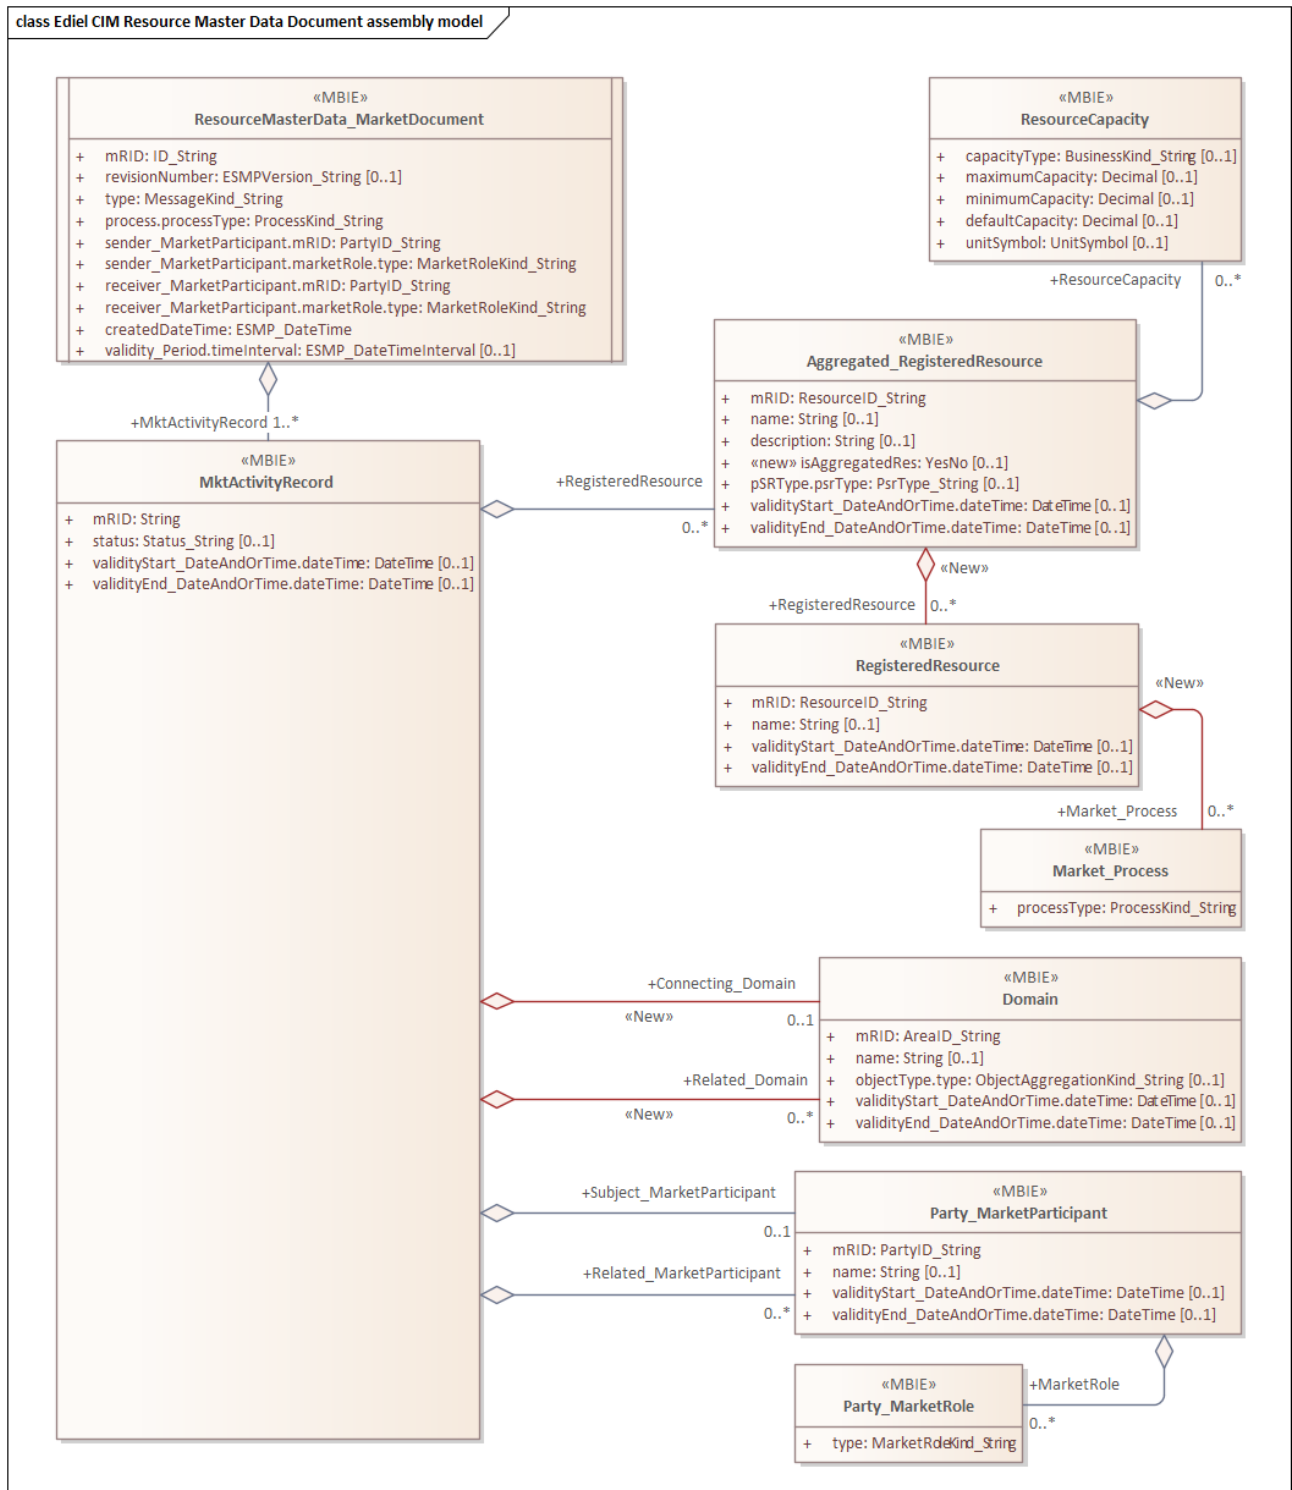 class Ediel CIM Resource Master Data Document assembly model
«MBIE»
ResourceMasterData_MarketDocument
+ mRID: ID_String
+ revisionNumber: ESMPVersion_String [0..1]
+ type: MessageKind_String
+ process.processType: ProcessKind_String
+ sender_MarketParticipant.mRID: PartyID_String
+ sender_MarketParticipant.marketRole.type: MarketRoleKind_String
+ receiver_MarketParticipant.mRID: PartyID_String
+ receiver_MarketParticipant.marketRole.type: MarketRoleKind_String
+ createdDateTime: ESMP_DateTime
+ validity_Period.timeInterval: ESMP_DateTimeInterval [0..1]
«MBIE»
ResourceCapacity
+ capacityType: BusinessKind_String [0..1]
+ maximumCapacity: Decimal [0..1]
+ minimumCapacity: Decimal [0..1]
+ defaultCapacity: Decimal [0..1]
+ unitSymbol: UnitSymbol [0..1]
+ResourceCapacity 0..*
«MBIE»
Aggregated_RegisteredResource
+ mRID: ResourceID_String
+ name: String [0..1]
+ description: String [0..1]
+ «new» isAggregatedRes: YesNo [0..1]
+ pSRType.psrType: PsrType_String [0..1]
+ validityStart_DateAndOrTime.dateTime: DateTime [0..1]
+ validityEnd_DateAndOrTime.dateTime: DateTime [0..1]
+MktActivityRecord 1..*
«MBIE»
MktActivityRecord
+ mRID: String
+ status: Status_String [0..1]
+ validityStart_DateAndOrTime.dateTime: DateTime [0..1]
+ validityEnd_DateAndOrTime.dateTime: DateTime [0..1]
+RegisteredResource
0..*
«New»
+RegisteredResource 0..*
«MBIE»
RegisteredResource
+ mRID: ResourceID_String
+ name: String [0..1]
+ validityStart_DateAndOrTime.dateTime: DateTime [0..1]
+ validityEnd_DateAndOrTime.dateTime: DateTime [0..1]
«New»
+Market_Process 0..*
«MBIE»
Market_Process
+ processType: ProcessKind_String
+Connecting_Domain
«New» 0..1
+Related_Domain
«New» 0..*
«MBIE»
Domain
+ mRID: AreaID_String
+ name: String [0..1]
+ objectType.type: ObjectAggregationKind_String [0..1]
+ validityStart_DateAndOrTime.dateTime: DateTime [0..1]
+ validityEnd_DateAndOrTime.dateTime: DateTime [0..1]
+Subject_MarketParticipant
0..1
+Related_MarketParticipant
0..*
«MBIE»
Party_MarketParticipant
+ mRID: PartyID_String
+ name: String [0..1]
+ validityStart_DateAndOrTime.dateTime: DateTime [0..1]
+ validityEnd_DateAndOrTime.dateTime: DateTime [0..1]
+MarketRole
0..*
«MBIE»
Party_MarketRole
+ type: MarketRoleKind_String